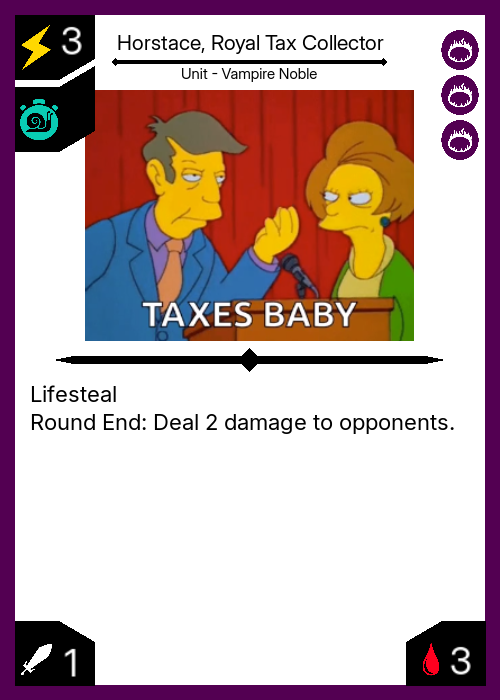 3
Horstace, Royal Tax Collector
Unit - Vampire Noble
TAXES BABY
Lifesteal
Round End: Deal 2 damage to opponents.
1
3